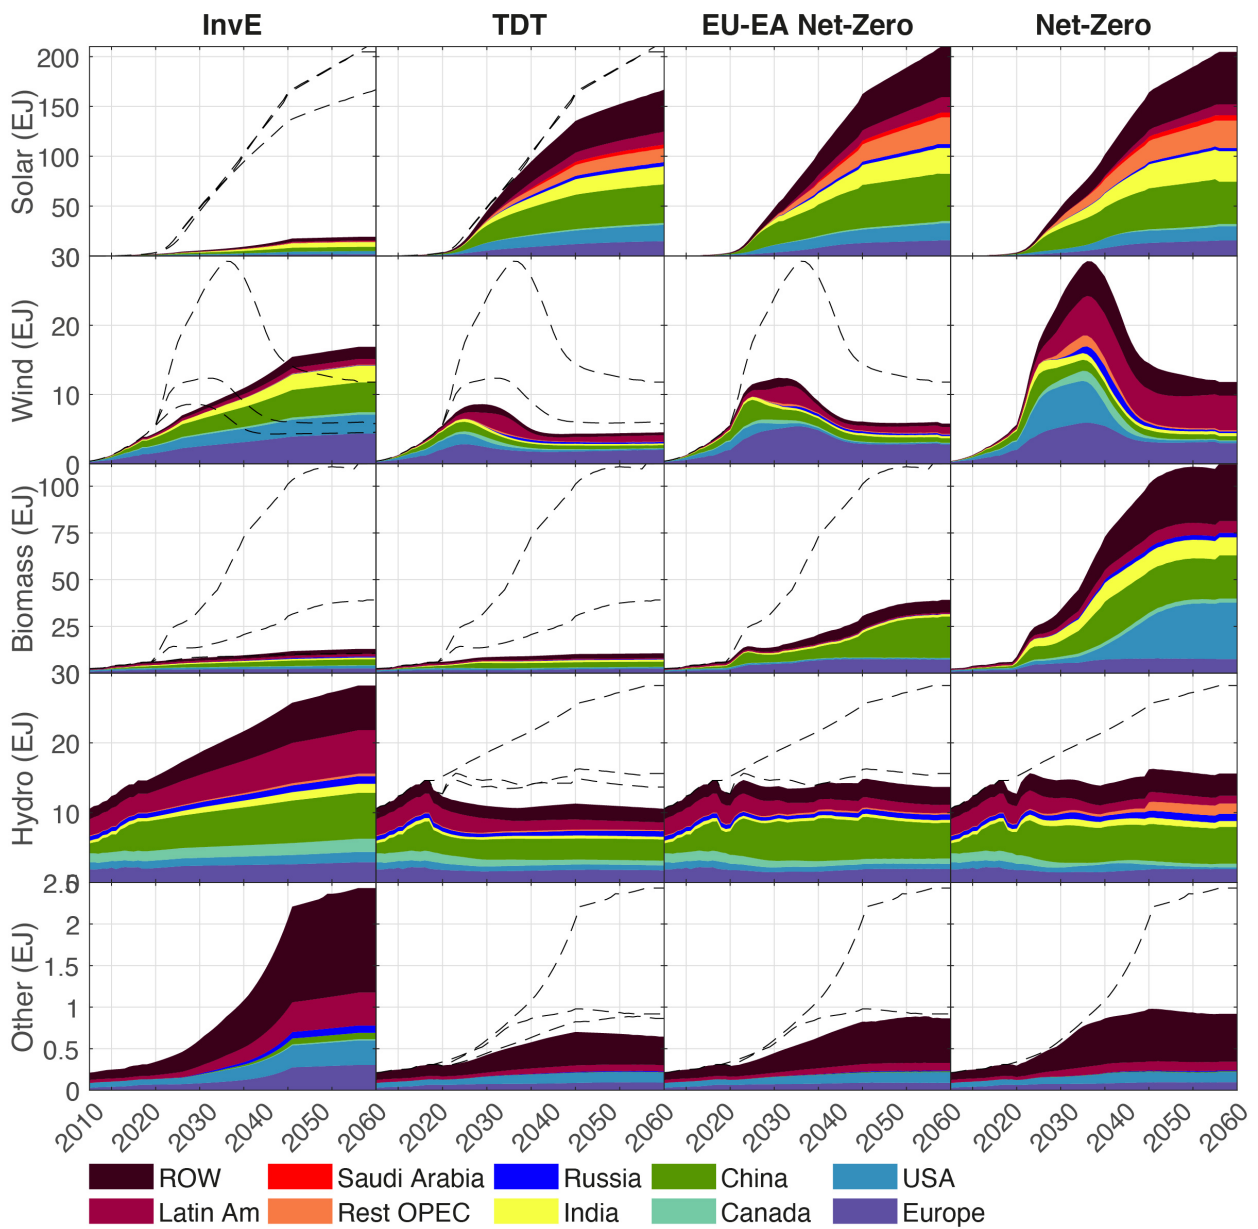 InvE TDT EU-EA Net-Zero Net-Zero
Solar (EJ)
200
150
100
50
30
Wind (EJ)
20
10
0
Biomass (EJ)
100
75
50
25
30
Hydro (EJ)
20
10
2.5
Other (EJ)
2
1.5
1
0.5
0
2010 2020 2030 2040 2050 2060 2020 2030 2040 2050 2060 2020 2030 2040 2050 2060 2020 2030 2040 2050 2060
ROW Saudi Arabia Russia China USA
Latin Am Rest OPEC India Canada Europe